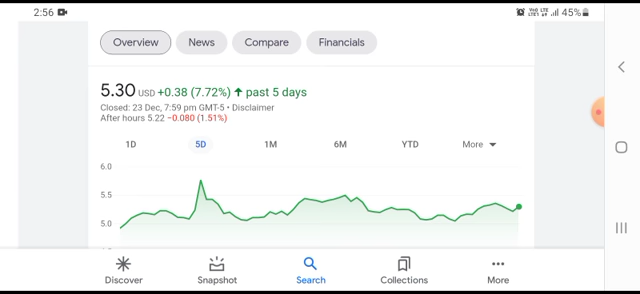 2:56 45%
Overview News Compare Financials
5.30 USD +0.38 (7.72%) ↑ past 5 days
Closed: 23 Dec, 7:59 pm GMT-5 • Disclaimer
After hours 5.22 −0.080 (1.51%)
1D 5D 1M 6M YTD More
6.0
5.5
5.0
Discover Snapshot Search Collections More